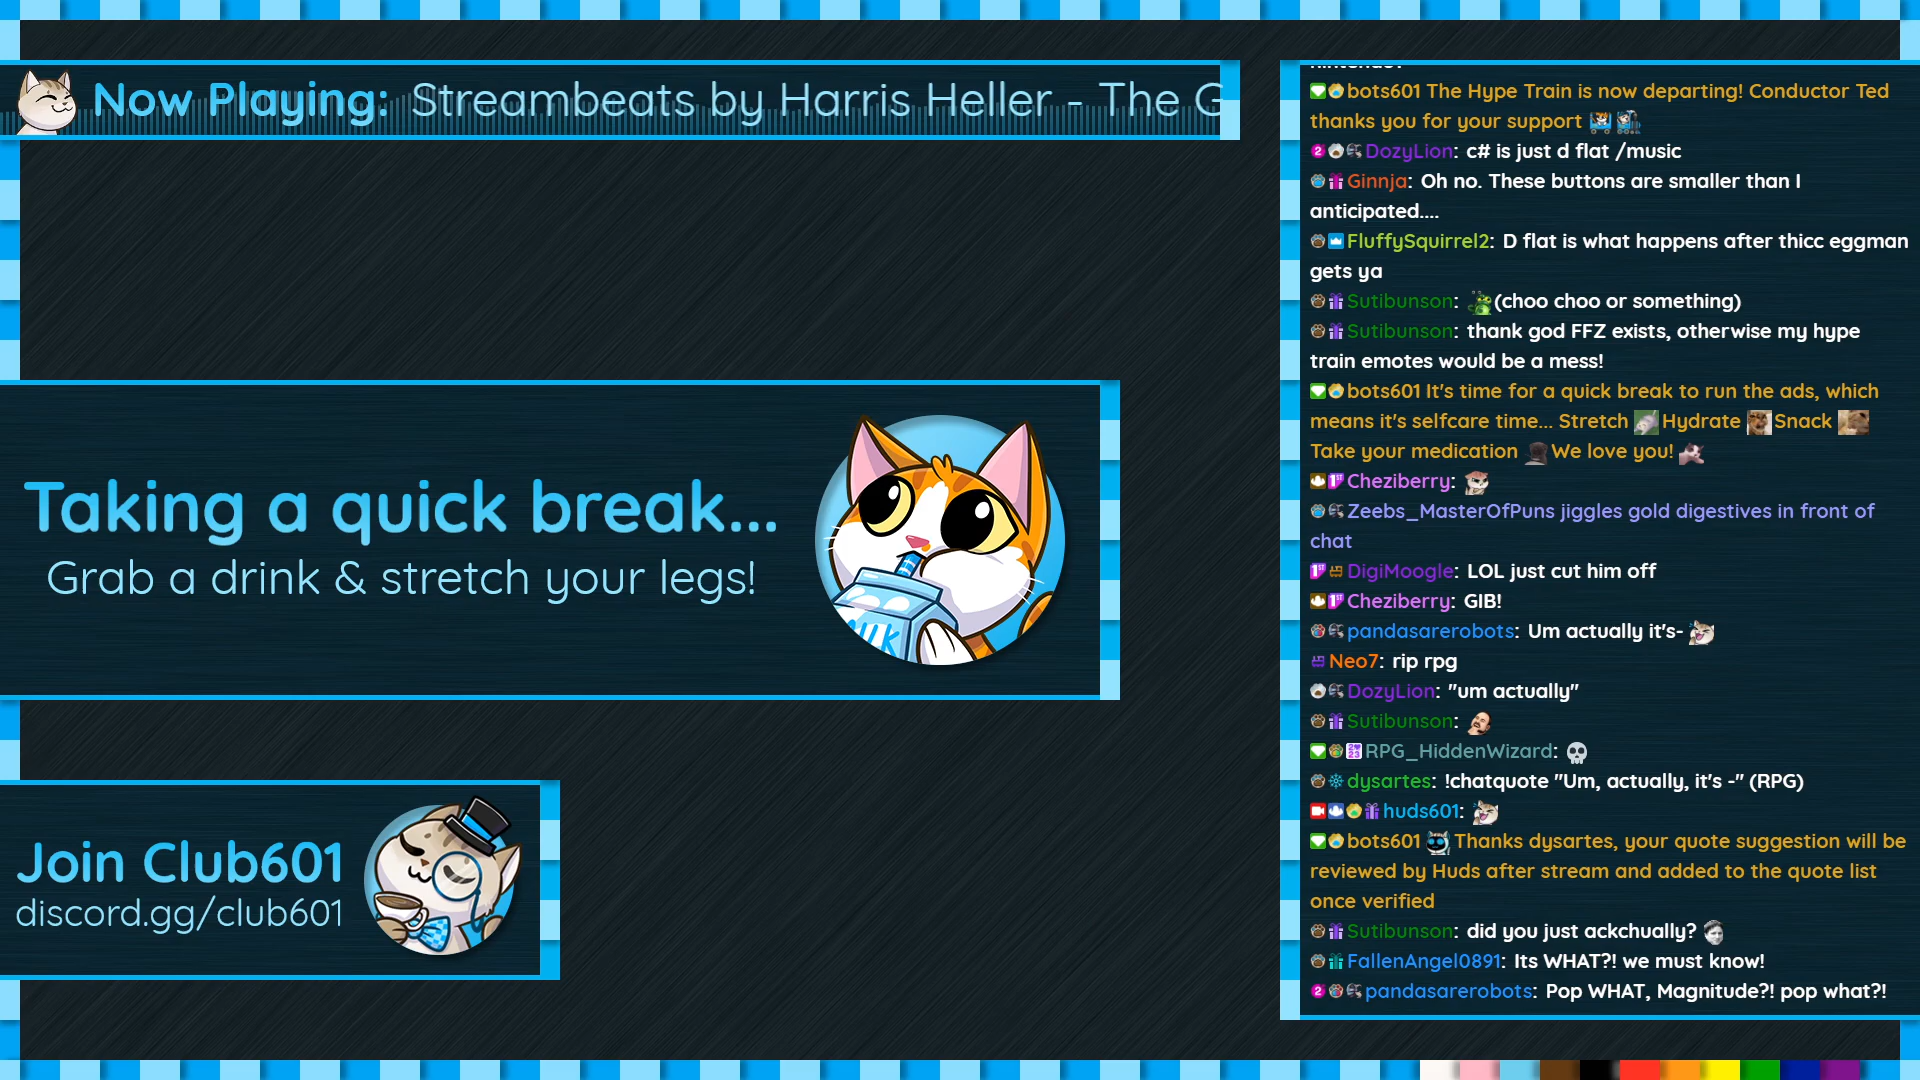 Now Playing: Streambeats by Harris Heller - The G
Taking a quick break...
Grab a drink & stretch your legs!
MILK
Join Club601
discord.gg/club601
bots601 The Hype Train is now departing! Conductor Ted
thanks you for your support
DozyLion: c# is just d flat /music
Ginnja: Oh no. These buttons are smaller than I
anticipated....
FluffySquirrel2: D flat is what happens after thicc eggman
gets ya
Sutibunson: (choo choo or something)
Sutibunson: thank god FFZ exists, otherwise my hype
train emotes would be a mess!
bots601 It's time for a quick break to run the ads, which
means it's selfcare time... Stretch Hydrate Snack
Take your medication We love you!
Cheziberry:
Zeebs_MasterOfPuns jiggles gold digestives in front of
chat
DigiMoogle: LOL just cut him off
Cheziberry: GIB!
pandasarerobots: Um actually it's-
Neo7: rip rpg
DozyLion: "um actually"
Sutibunson:
RPG_HiddenWizard:
dysartes: !chatquote "Um, actually, it's -" (RPG)
huds601:
bots601 Thanks dysartes, your quote suggestion will be
reviewed by Huds after stream and added to the quote list
once verified
Sutibunson: did you just ackchually?
FallenAngel0891: Its WHAT?! we must know!
pandasarerobots: Pop WHAT, Magnitude?! pop what?!